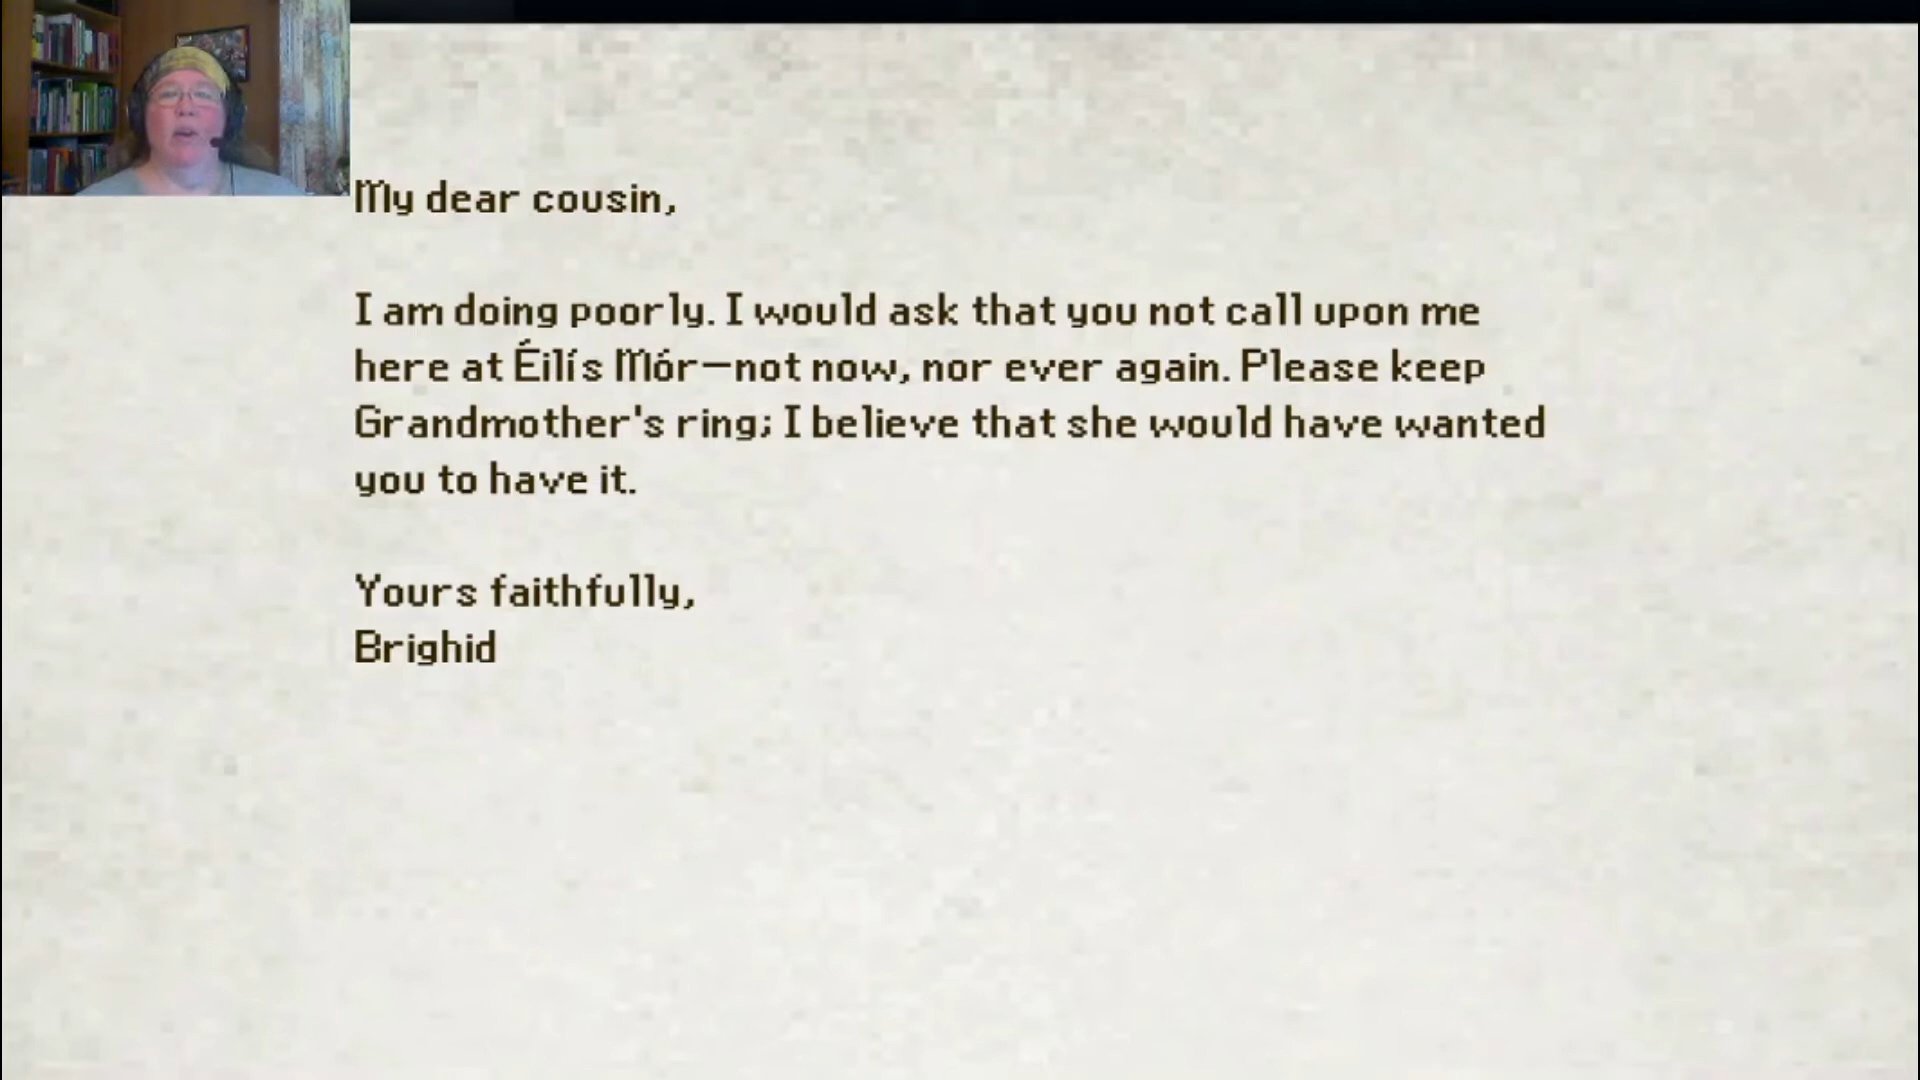 My dear cousin,
I am doing poorly. I would ask that you not call upon me
here at Éilís Mór—not now, nor ever again. Please keep
Grandmother's ring; I believe that she would have wanted
you to have it.
Yours faithfully,
Brighid